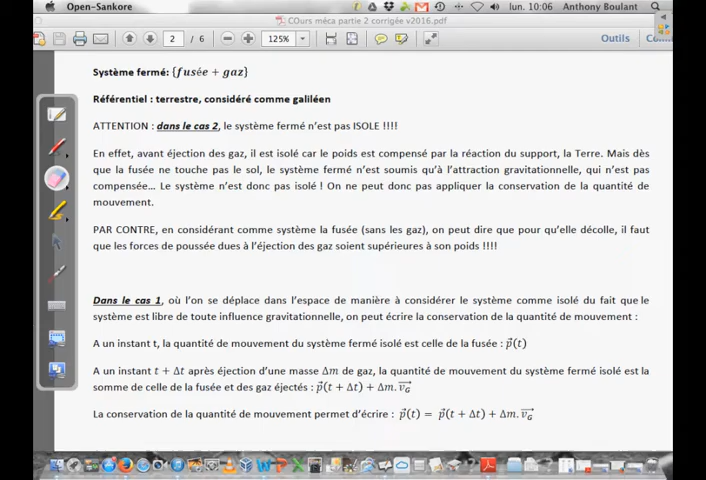 Open-Sankore
lun. 10:06 Anthony Boulant
COurs méca partie 2 corrigée v2016.pdf
2 / 6 125% Outils
Système fermé: {fusée + gaz}
Référentiel : terrestre, considéré comme galiléen
ATTENTION : dans le cas 2, le système fermé n'est pas ISOLE !!!!
En effet, avant éjection des gaz, il est isolé car le poids est compensé par la réaction du support, la Terre. Mais dès
que la fusée ne touche pas le sol, le système fermé n'est soumis qu'à l'attraction gravitationnelle, qui n'est pas
compensée... Le système n'est donc pas isolé ! On ne peut donc pas appliquer la conservation de la quantité de
mouvement.
PAR CONTRE, en considérant comme système la fusée (sans les gaz), on peut dire que pour qu'elle décolle, il faut
que les forces de poussée dues à l'éjection des gaz soient supérieures à son poids !!!!
Dans le cas 1, où l'on se déplace dans l'espace de manière à considérer le système comme isolé du fait que le
système est libre de toute influence gravitationnelle, on peut écrire la conservation de la quantité de mouvement :
A un instant t, la quantité de mouvement du système fermé isolé est celle de la fusée : p⃗(t)
A un instant t + Δt après éjection d'une masse Δm de gaz, la quantité de mouvement du système fermé isolé est la
somme de celle de la fusée et des gaz éjectés : p⃗(t + Δt) + Δm. v_G⃗
La conservation de la quantité de mouvement permet d'écrire : p⃗(t) = p⃗(t + Δt) + Δm. v_G⃗